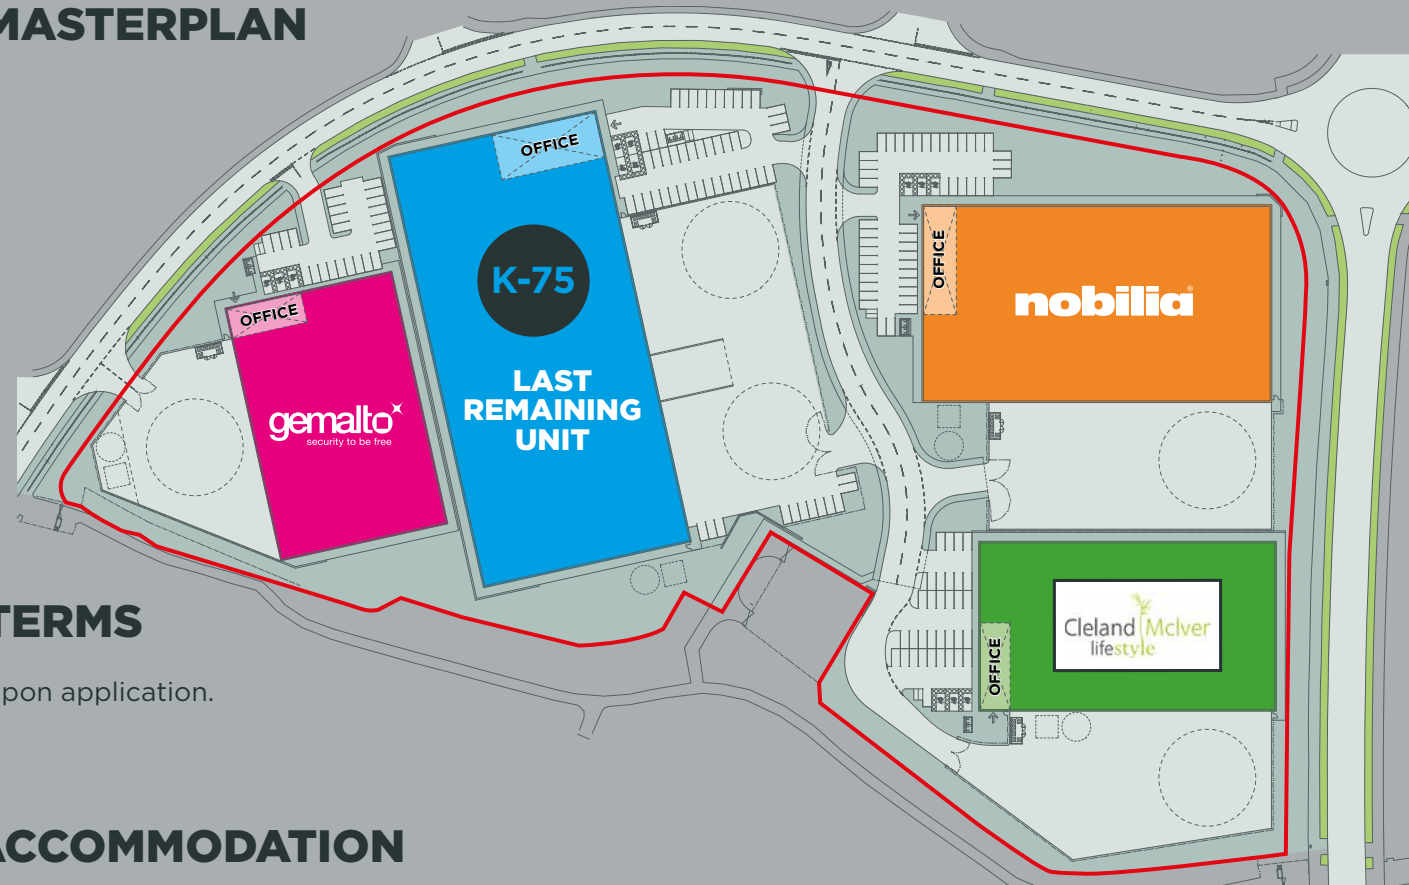 MASTERPLAN
OFFICE
K-75
LAST
REMAINING
UNIT
OFFICE
gemalto
security to be free
OFFICE
nobilia
Cleland McIver
lifestyle
OFFICE
TERMS
pon application.
ACCOMMODATION